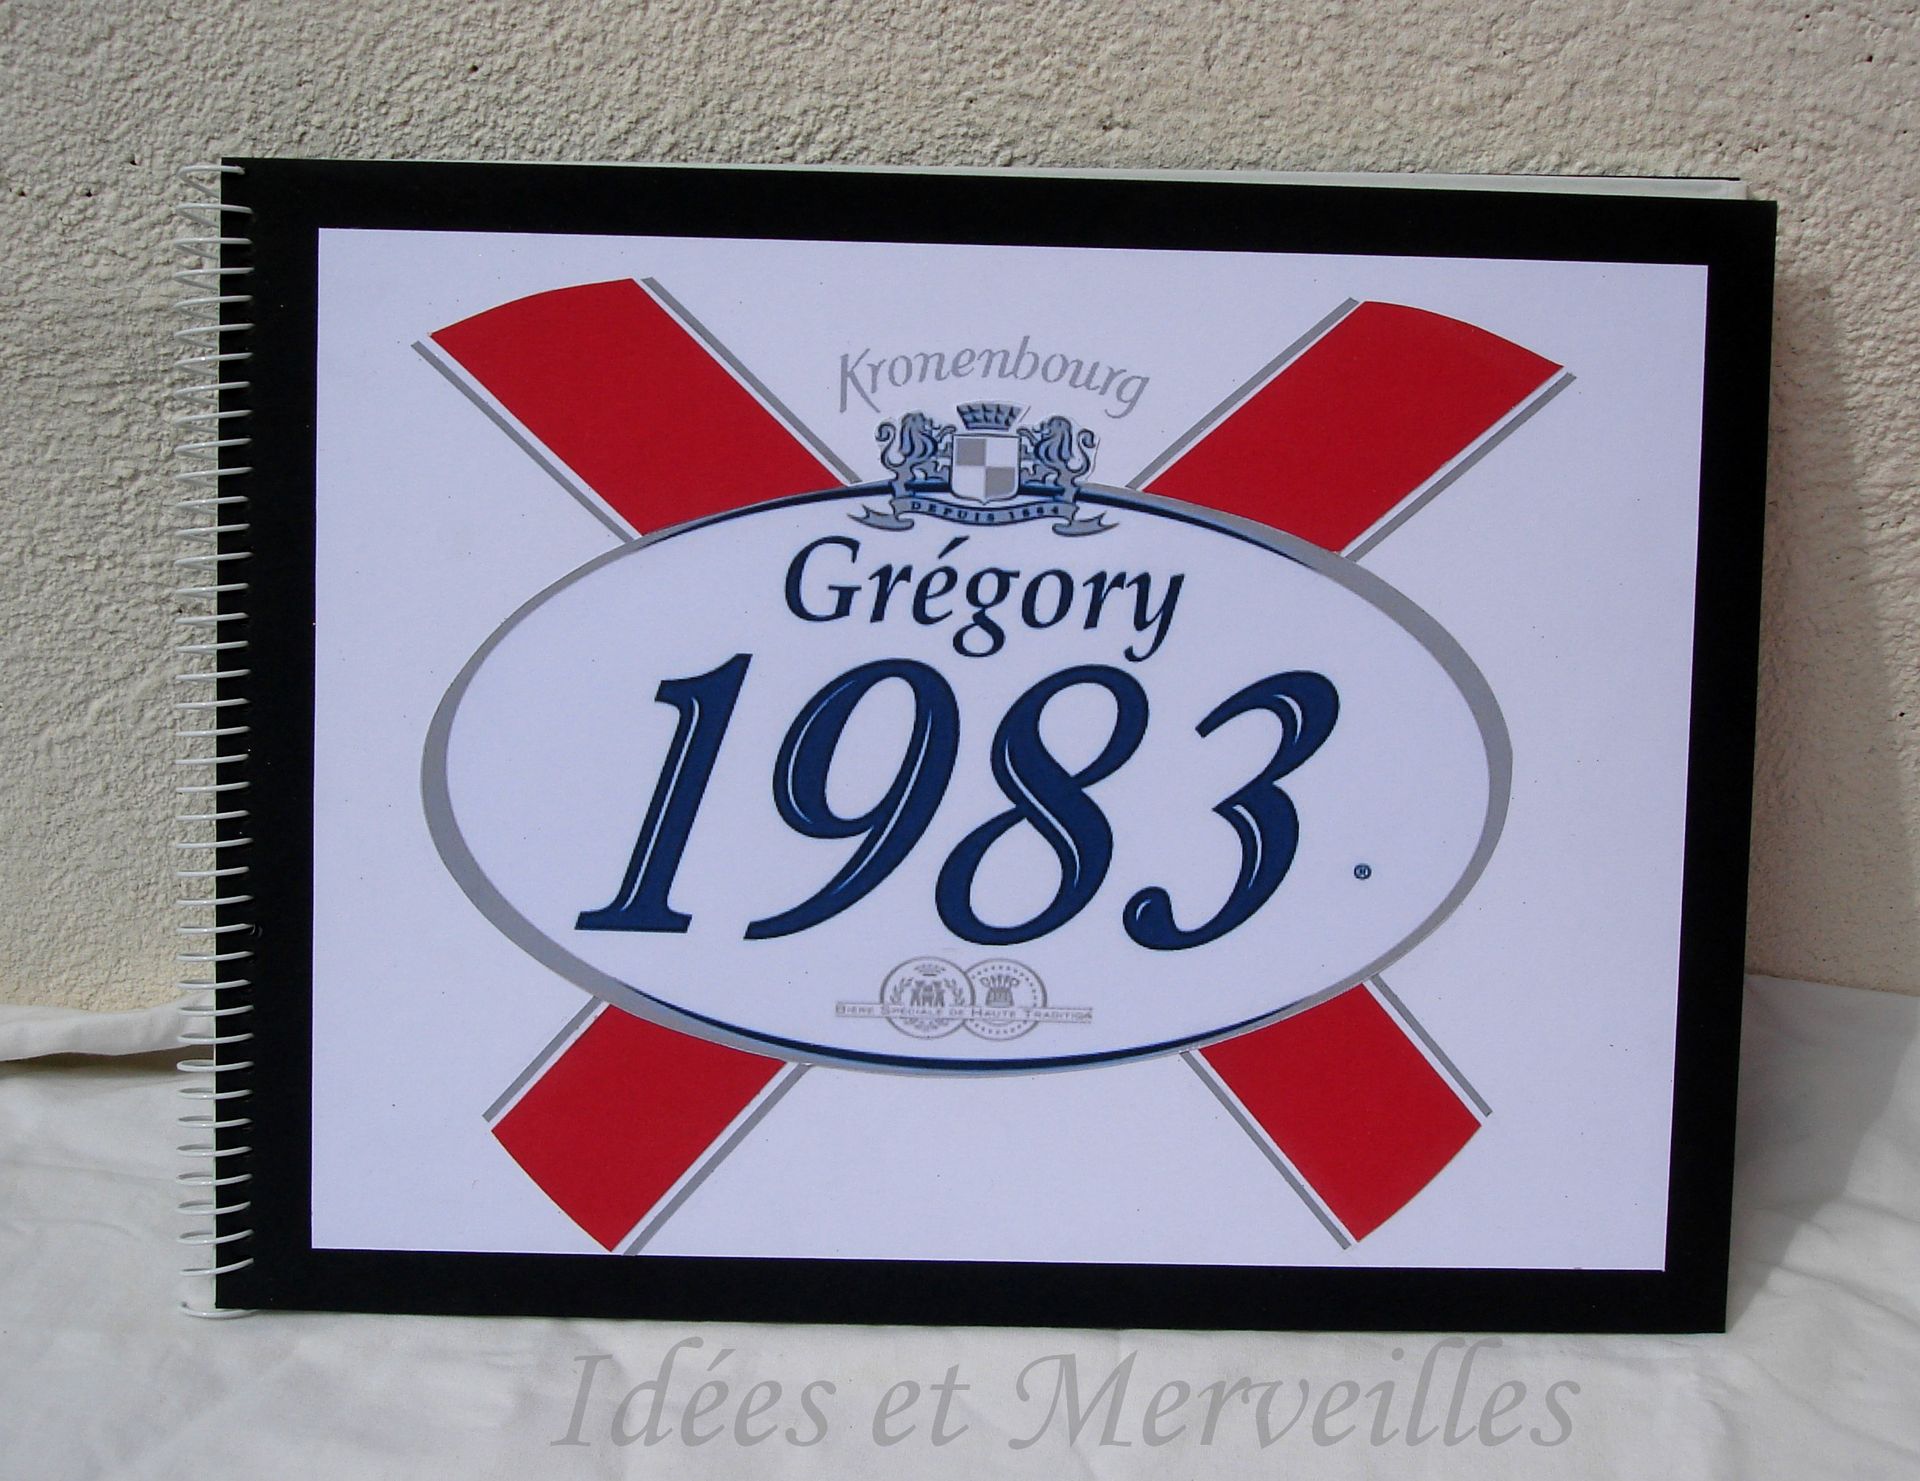 Kronenbourg
DEPUIS 1664
Grégory
1983
®
BIERE SPECIALE DE HAUTE TRADITION
Idées et Merveilles